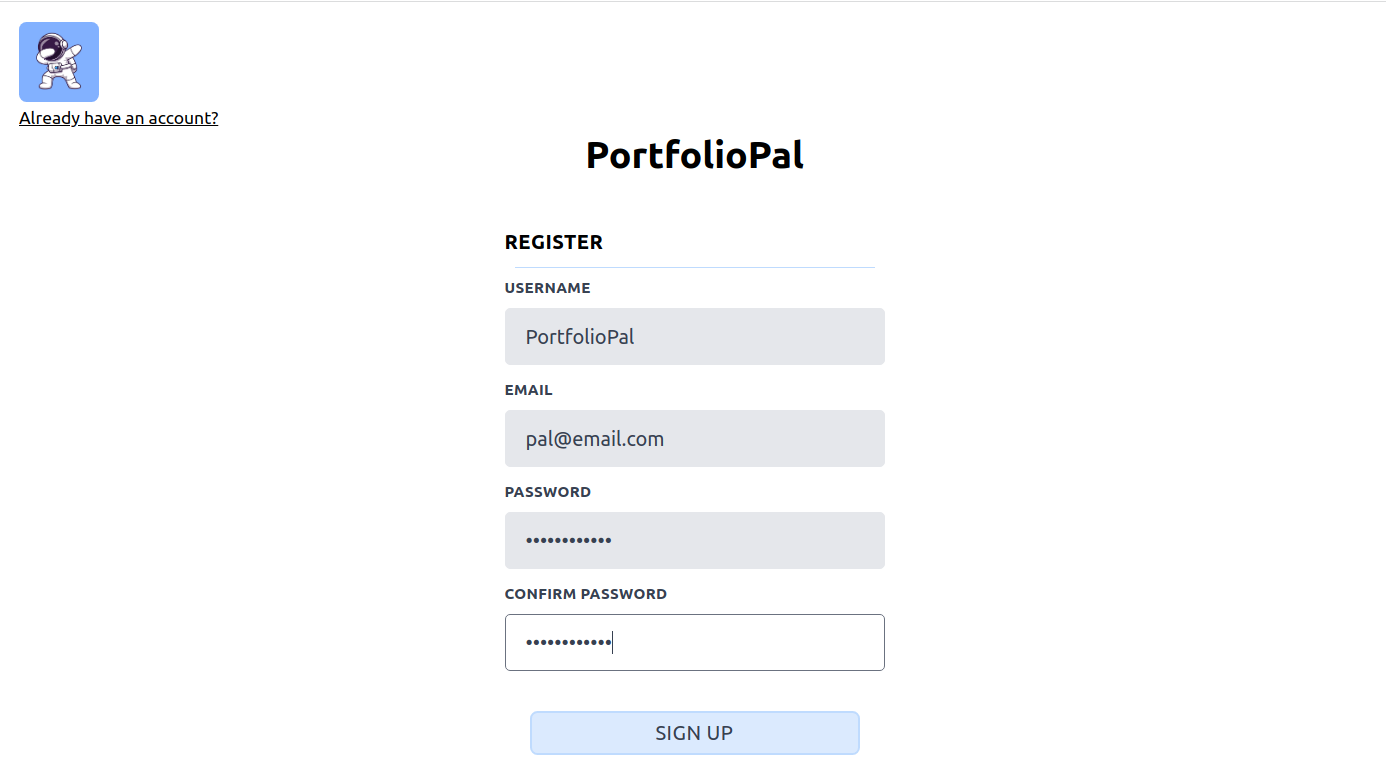 Already have an account?
PortfolioPal
REGISTER
USERNAME
PortfolioPal
EMAIL
pal@email.com
PASSWORD
••••••••••••
CONFIRM PASSWORD
••••••••••••
SIGN UP